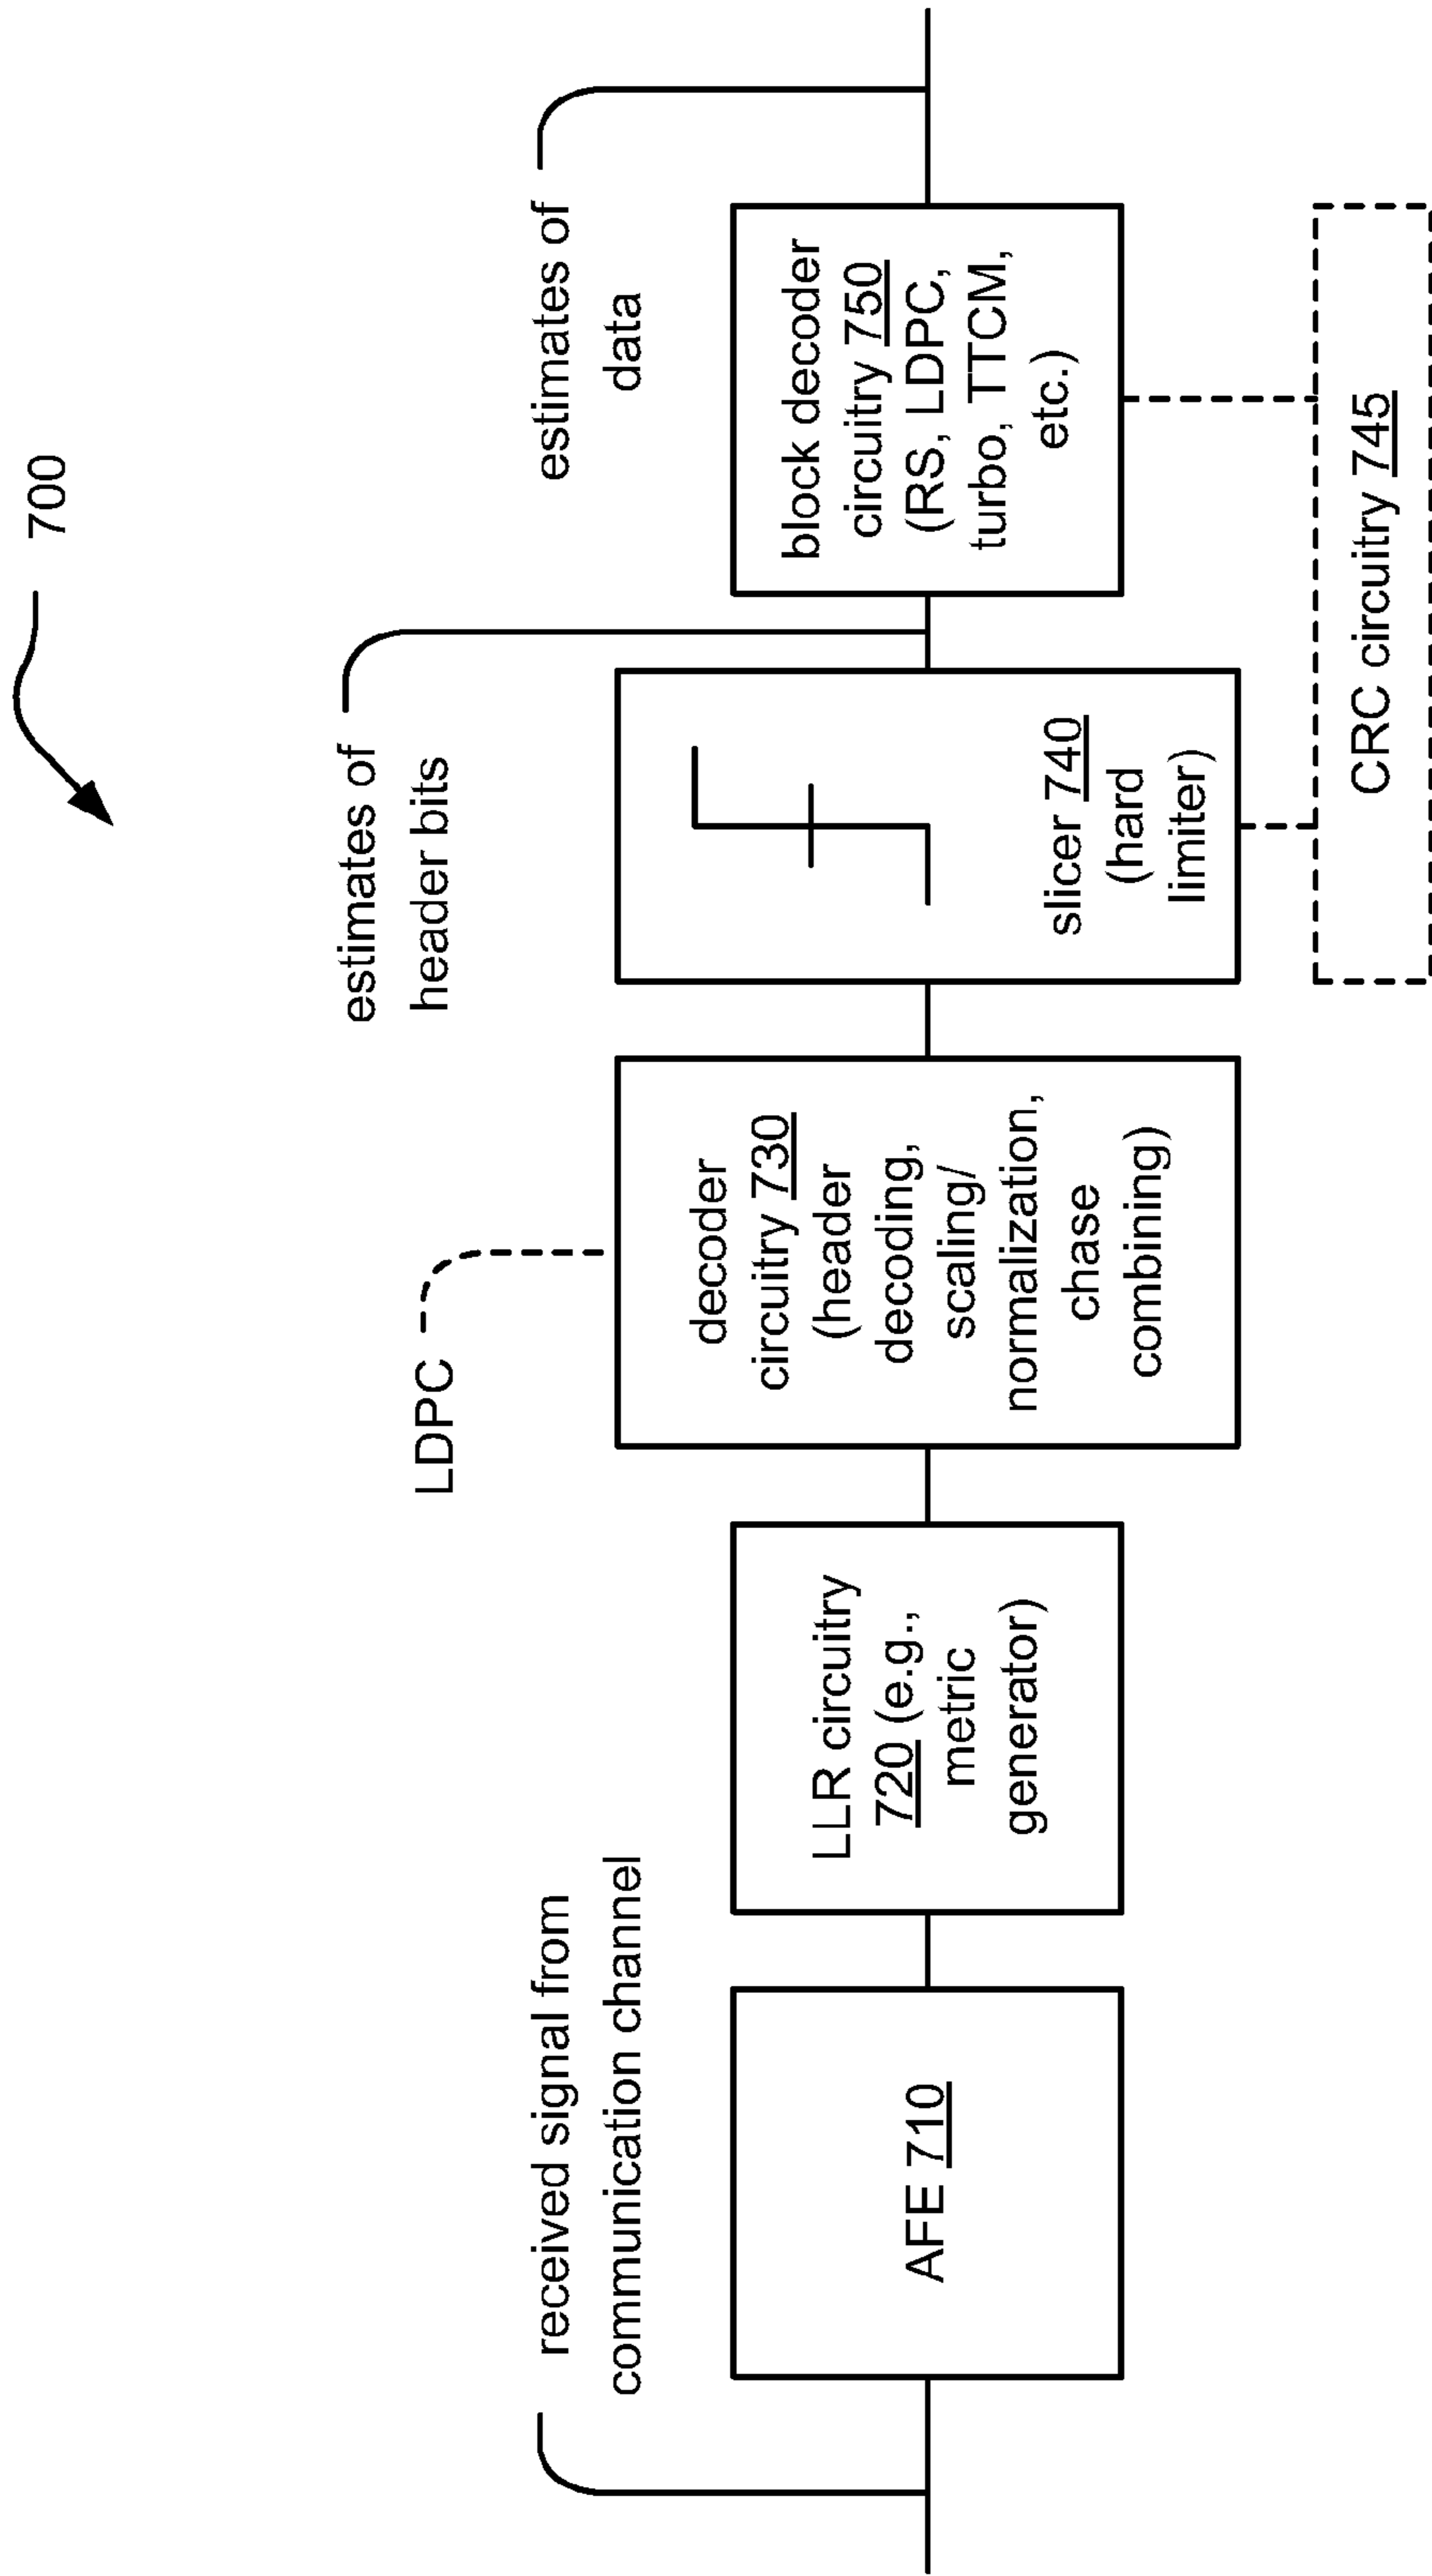 700
received signal from
communication channel
LDPC
estimates of
header bits
estimates of
data
AFE 710
LLR circuitry
720 (e.g.,
metric
generator)
decoder
circuitry 730
(header
decoding,
scaling/
normalization,
chase
combining)
slicer 740
(hard
limiter)
block decoder
circuitry 750
(RS, LDPC,
turbo, TTCM,
etc.)
CRC circuitry 745